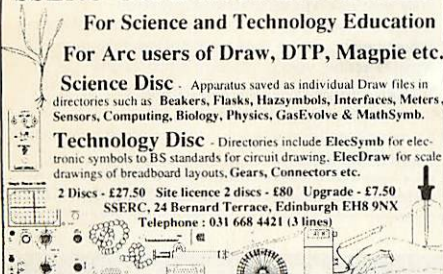 For Science and Technology Education
For Arc users of Draw, DTP, Magpie etc.
Science Disc - Apparatus saved as individual Draw files in
directories such as Beakers, Flasks, Hazsymbols, Interfaces, Meters,
Sensors, Computing, Biology, Physics, GasEvolve & MathSymb.
Technology Disc - Directories include ElecSymb for elec-
tronic symbols to BS standards for circuit drawing, ElecDraw for scale
drawings of breadboard layouts, Gears, Connectors etc.
2 Discs - £27.50 Site licence 2 discs - £80 Upgrade - £7.50
SSERC, 24 Bernard Terrace, Edinburgh EH8 9NX
Telephone : 031 668 4421 (3 lines)